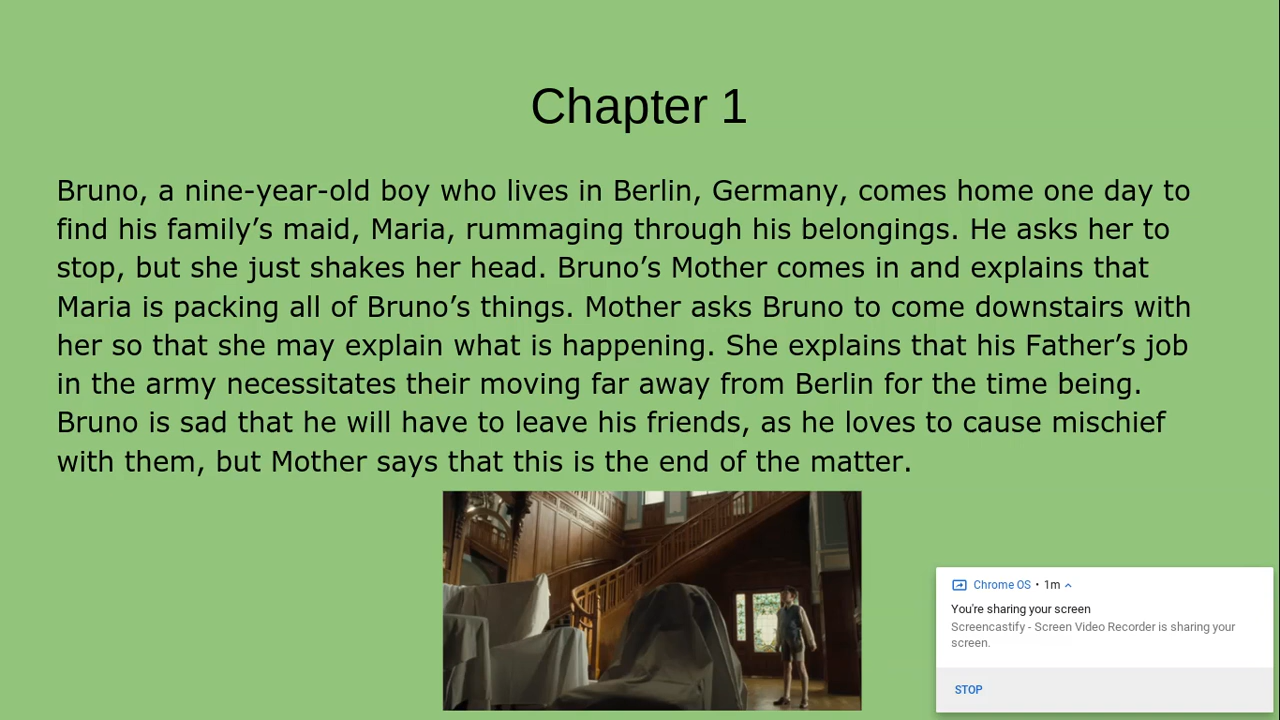 Chapter 1
Bruno, a nine-year-old boy who lives in Berlin, Germany, comes home one day to
find his family’s maid, Maria, rummaging through his belongings. He asks her to
stop, but she just shakes her head. Bruno’s Mother comes in and explains that
Maria is packing all of Bruno’s things. Mother asks Bruno to come downstairs with
her so that she may explain what is happening. She explains that his Father’s job
in the army necessitates their moving far away from Berlin for the time being.
Bruno is sad that he will have to leave his friends, as he loves to cause mischief
with them, but Mother says that this is the end of the matter.
Chrome OS • 1m
You're sharing your screen
Screencastify - Screen Video Recorder is sharing your
screen.
STOP